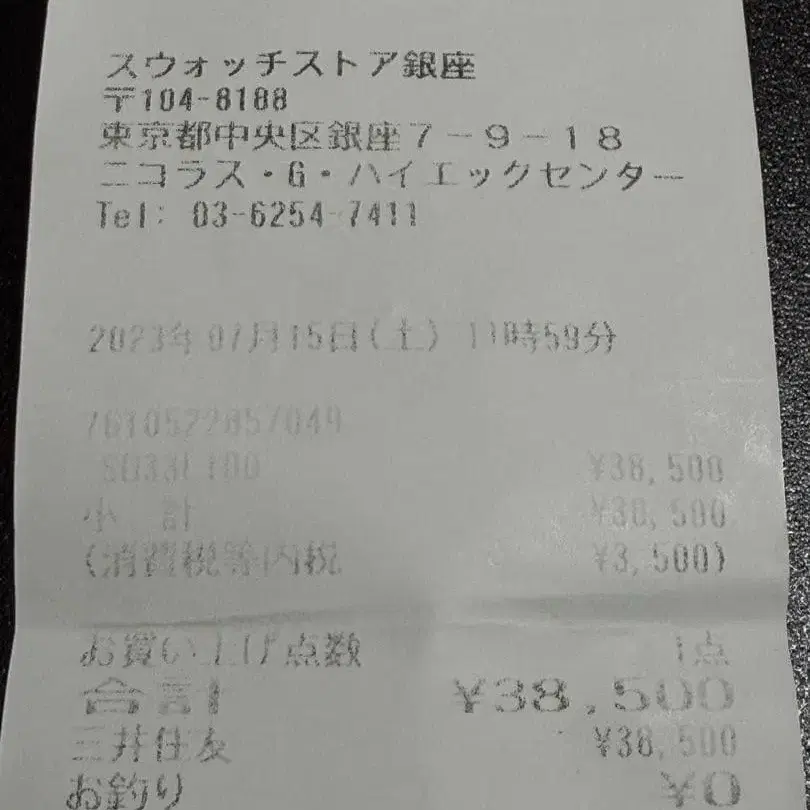 スウォッチストア銀座
〒104-8188
東京都中央区銀座７－９－１８
ニコラス・G・ハイエックセンター
Tel: 03-6254-7411
2023年07月15日(土) 11時59分
7610522857049
¥38,500
小 計 ¥38,500
(消費税等内税 ¥3,500)
お買い上げ点数 1点
合計 ¥38,500
三井住友 ¥38,500
お釣り ¥0